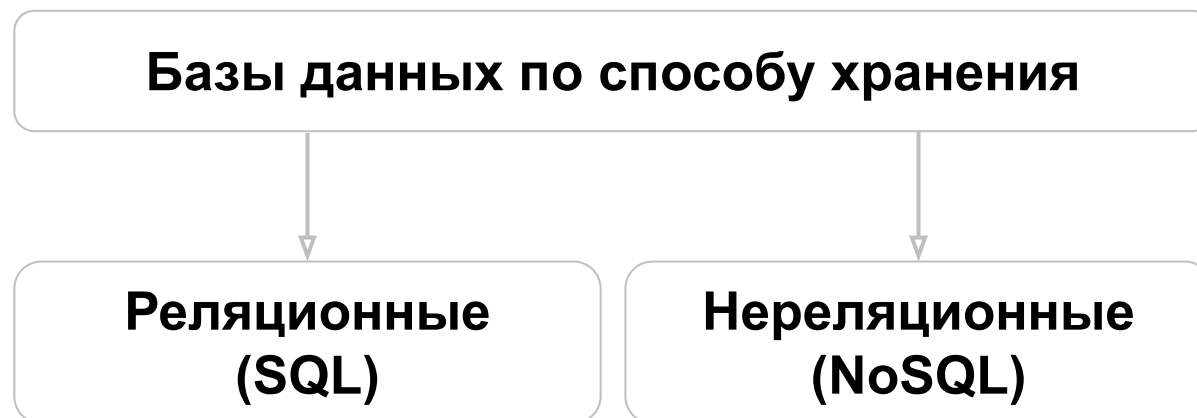 Базы данных по способу хранения
Реляционные
(SQL)
Нереляционные
(NoSQL)